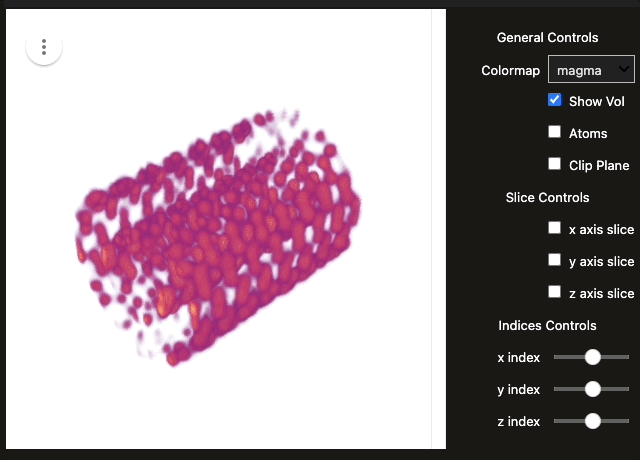 General Controls
Colormap magma
Show Vol
Atoms
Clip Plane
Slice Controls
x axis slice
y axis slice
z axis slice
Indices Controls
x index
y index
z index